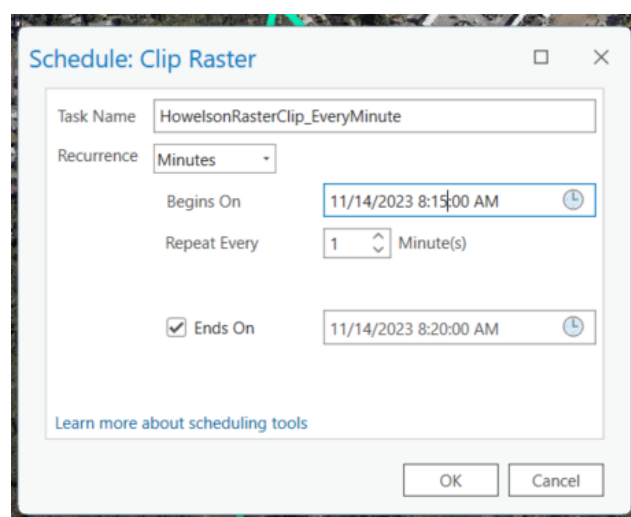 Schedule: Clip Raster
Task Name HowelsonRasterClip_EveryMinute
Recurrence Minutes
Begins On 11/14/2023 8:15:00 AM
Repeat Every 1 Minute(s)
Ends On 11/14/2023 8:20:00 AM
Learn more about scheduling tools
OK Cancel